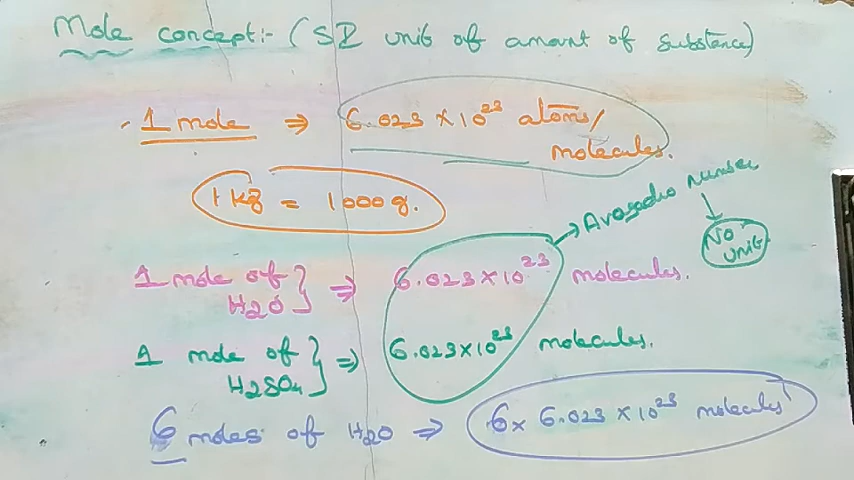 Mole concept:- (SI unit of amount of substance)
1 mole ⇒ 6.023 × 10²³ atoms/
molecules.
1 kg = 1000 g.
→ Avogadro number
↓
NO UNIT
1 mole of H2O } ⇒ 6.023 × 10²³ molecules.
1 mole of H2SO4 } ⇒ 6.023 × 10²³ molecules.
6 moles of H2O ⇒ 6 × 6.023 × 10²³ molecules